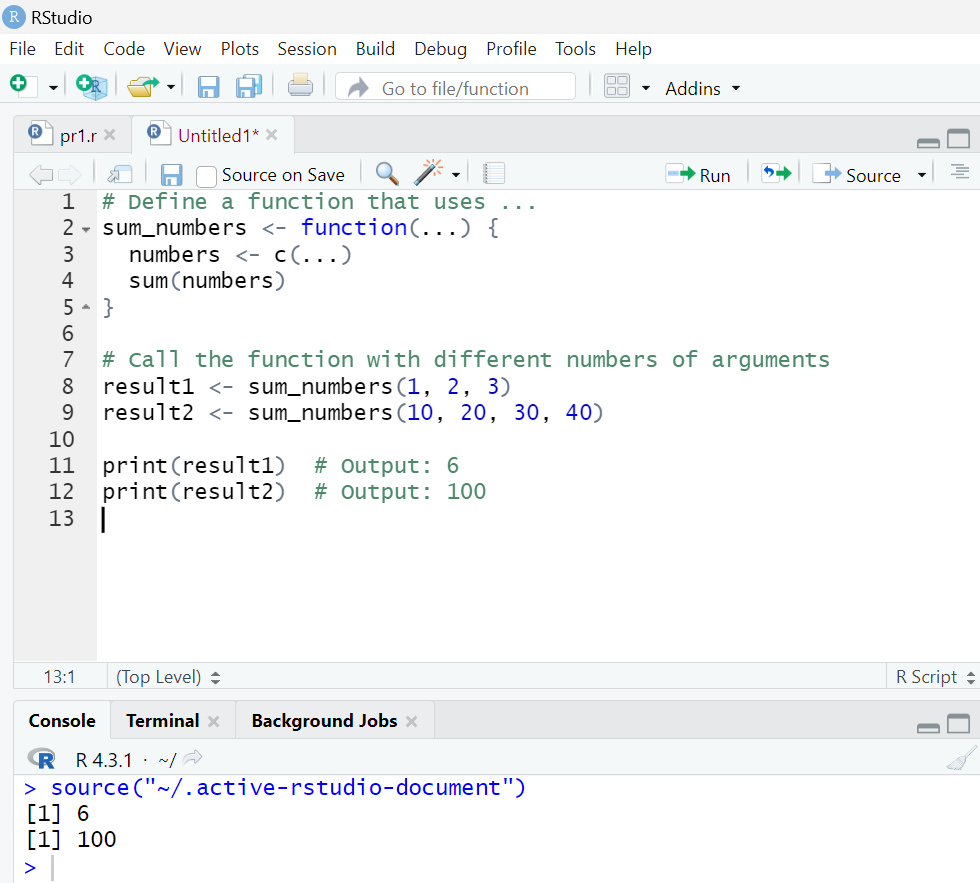 R RStudio
File Edit Code View Plots Session Build Debug Profile Tools Help
R Go to file/function Addins
R pr1.r R Untitled1*
Source on Save Run Source
1 # Define a function that uses ...
2 sum_numbers <- function(...) {
3   numbers <- c(...)
4   sum(numbers)
5 }
6
7 # Call the function with different numbers of arguments
8 result1 <- sum_numbers(1, 2, 3)
9 result2 <- sum_numbers(10, 20, 30, 40)
10
11 print(result1)  # Output: 6
12 print(result2)  # Output: 100
13
13:1 (Top Level) R Script
Console Terminal Background Jobs
R R 4.3.1 · ~/
> source("~/.active-rstudio-document")
[1] 6
[1] 100
>